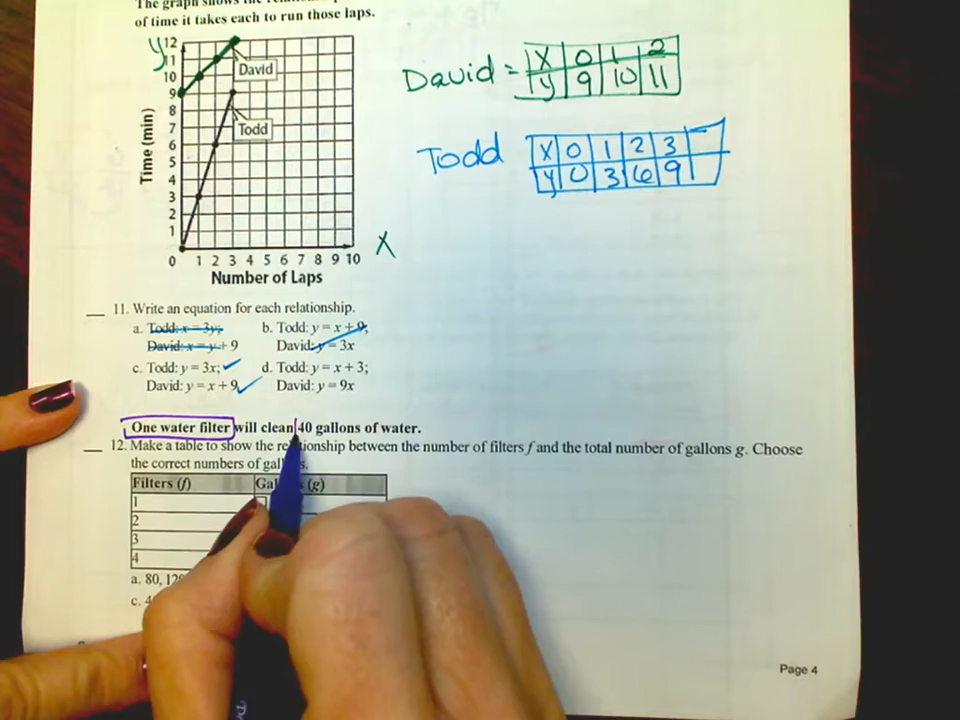 The graph shows the
of time it takes each to run those laps.
y
12
11
10
9
8
7
6
5
4
3
2
1
0 1 2 3 4 5 6 7 8 9 10
Time (min)
David
Todd
Number of Laps
X
David = X 0 1 2
y 9 10 11
Todd X 0 1 2 3
y 0 3 6 9
11. Write an equation for each relationship.
a. Todd: x = 3y; b. Todd: y = x + 9;
David: x = y + 9 David: y = 3x
c. Todd: y = 3x; d. Todd: y = x + 3;
David: y = x + 9 David: y = 9x
One water filter will clean 40 gallons of water.
12. Make a table to show the relationship between the number of filters f and the total number of gallons g. Choose
the correct numbers of
Filters (f) (g)
1
2
3
4
a. 80,
c.
Page 4